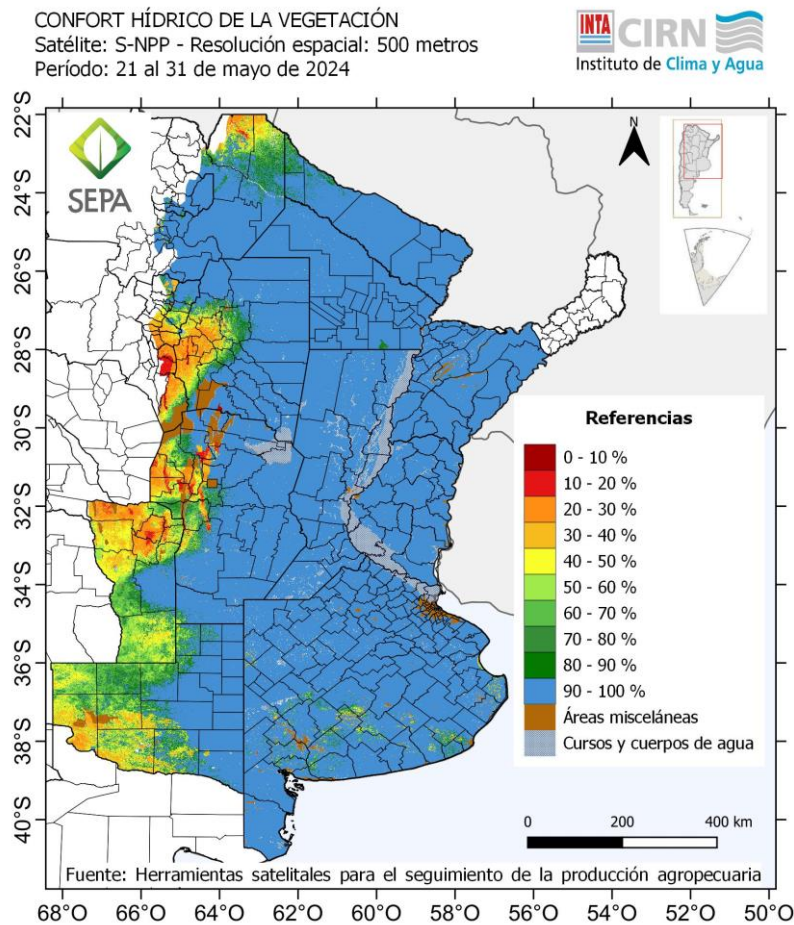 CONFORT HÍDRICO DE LA VEGETACIÓN
Satélite: S-NPP - Resolución espacial: 500 metros
Período: 21 al 31 de mayo de 2024
INTA CIRN
Instituto de Clima y Agua
22°S
24°S
26°S
28°S
30°S
32°S
34°S
36°S
38°S
40°S
SEPA
N
Referencias
0 - 10 %
10 - 20 %
20 - 30 %
30 - 40 %
40 - 50 %
50 - 60 %
60 - 70 %
70 - 80 %
80 - 90 %
90 - 100 %
Áreas misceláneas
Cursos y cuerpos de agua
0 200 400 km
Fuente: Herramientas satelitales para el seguimiento de la producción agropecuaria
68°O 66°O 64°O 62°O 60°O 58°O 56°O 54°O 52°O 50°O